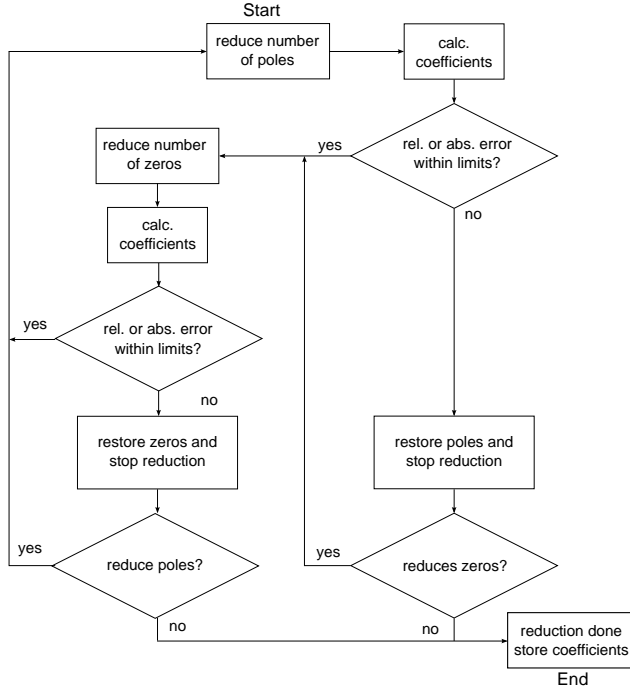 Start
reduce number
of poles
calc.
coefficients
reduce number
of zeros
yes
rel. or abs. error
within limits?
no
calc.
coefficients
yes
rel. or abs. error
within limits?
no
restore zeros and
stop reduction
restore poles and
stop reduction
yes
reduce poles?
yes
reduces zeros?
no
no
reduction done
store coefficients
End